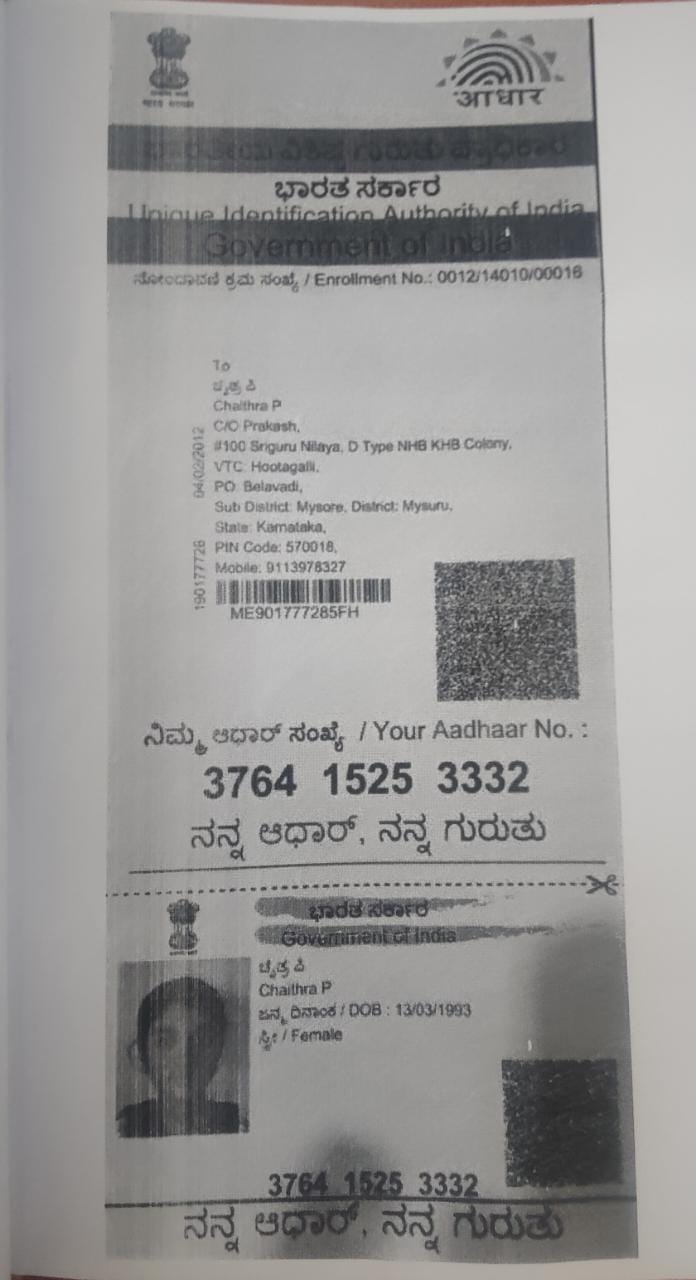 आधार
ಭಾರತೀಯ ವಿಶಿಷ್ಟ ಗುರುತು ಪ್ರಾಧಿಕಾರ
ಭಾರತ ಸರ್ಕಾರ
Unique Identification Authority of India
Government of India
ನೋಂದಾವಣಿ ಕ್ರಮ ಸಂಖ್ಯೆ / Enrollment No.: 0012/14010/00016
To
ಚೈತ್ರ ಪಿ
Chaithra P
C/O Prakash,
#100 Sriguru Nilaya, D Type NHB KHB Colony,
VTC: Hootagalli,
PO: Belavadi,
Sub District: Mysore, District: Mysuru,
State: Karnataka,
PIN Code: 570018,
Mobile: 9113978327
04/02/2012
190177728
ME901777285FH
ನಿಮ್ಮ ಆಧಾರ್ ಸಂಖ್ಯೆ / Your Aadhaar No. :
3764 1525 3332
ನನ್ನ ಆಧಾರ್, ನನ್ನ ಗುರುತು
ಭಾರತ ಸರ್ಕಾರ
Government of India
ಚೈತ್ರ ಪಿ
Chaithra P
ಜನ್ಮ ದಿನಾಂಕ / DOB : 13/03/1993
ಸ್ತ್ರೀ / Female
3764 1525 3332
ನನ್ನ ಆಧಾರ್, ನನ್ನ ಗುರುತು